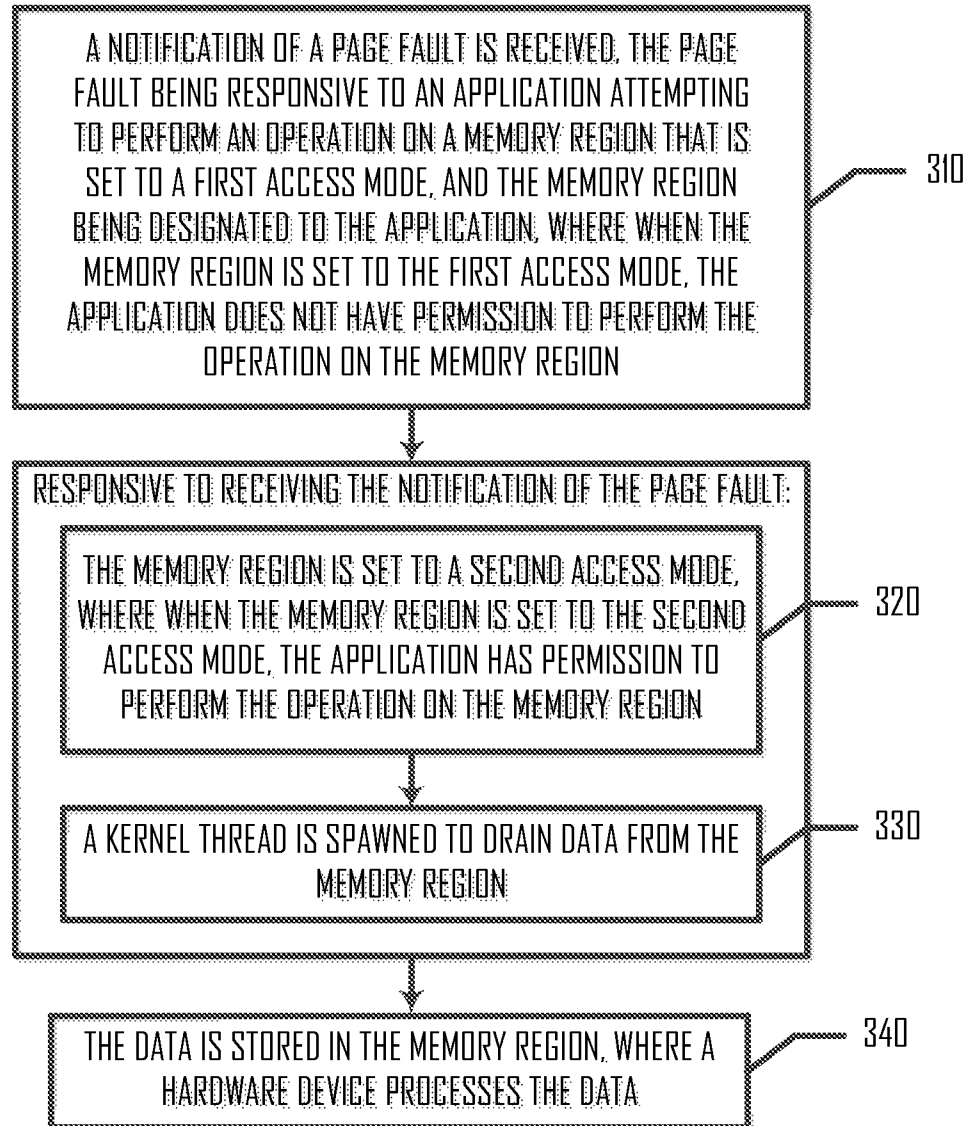 A NOTIFICATION OF A PAGE FAULT IS RECEIVED, THE PAGE
FAULT BEING RESPONSIVE TO AN APPLICATION ATTEMPTING
TO PERFORM AN OPERATION ON A MEMORY REGION THAT IS
SET TO A FIRST ACCESS MODE, AND THE MEMORY REGION
BEING DESIGNATED TO THE APPLICATION, WHERE WHEN THE
MEMORY REGION IS SET TO THE FIRST ACCESS MODE, THE
APPLICATION DOES NOT HAVE PERMISSION TO PERFORM THE
OPERATION ON THE MEMORY REGION
310
RESPONSIVE TO RECEIVING THE NOTIFICATION OF THE PAGE FAULT:
THE MEMORY REGION IS SET TO A SECOND ACCESS MODE,
WHERE WHEN THE MEMORY REGION IS SET TO THE SECOND
ACCESS MODE, THE APPLICATION HAS PERMISSION TO
PERFORM THE OPERATION ON THE MEMORY REGION
320
A KERNEL THREAD IS SPAWNED TO DRAIN DATA FROM THE
MEMORY REGION
330
THE DATA IS STORED IN THE MEMORY REGION, WHERE A
HARDWARE DEVICE PROCESSES THE DATA
340